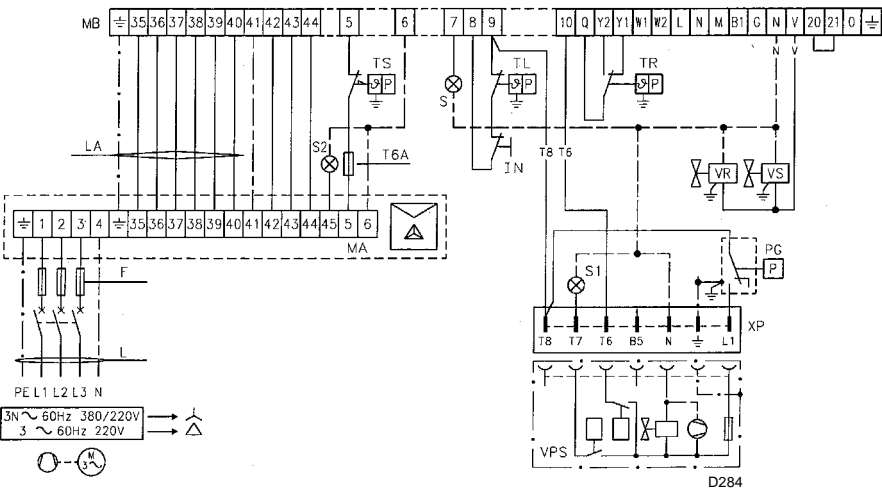 MB ⏚ 35 36 37 38 39 40 41 42 43 44 5 6 7 8 9 10 Q Y2 Y1 W1 W2 L N M B1 G N V 20 21 O ⏚
N V
TS TL TR
ϑ P ϑ P ϑ P
S
LA S2 T6A IN T8 T6
VR VS
⏚ 1 2 3 4 ⏚ 35 36 37 38 39 40 41 42 43 44 45 5 6
MA
PG
P
F
S1
XP
T8 T7 T6 B5 N ⏚ L1
L
PE L1 L2 L3 N
3N ~ 60Hz 380/220V
3 ~ 60Hz 220V
M
3~
VPS
D284